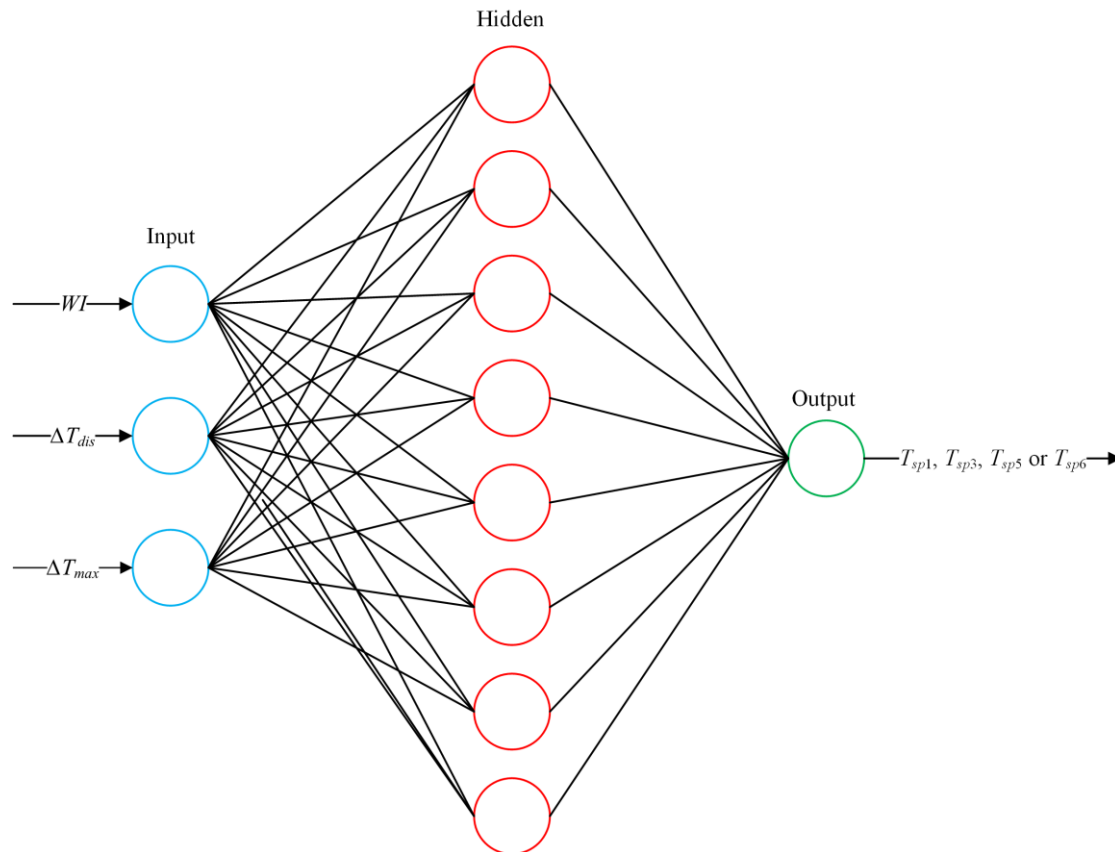 Hidden
Input
WI
ΔTdis
ΔTmax
Output
Tsp1, Tsp3, Tsp5 or Tsp6